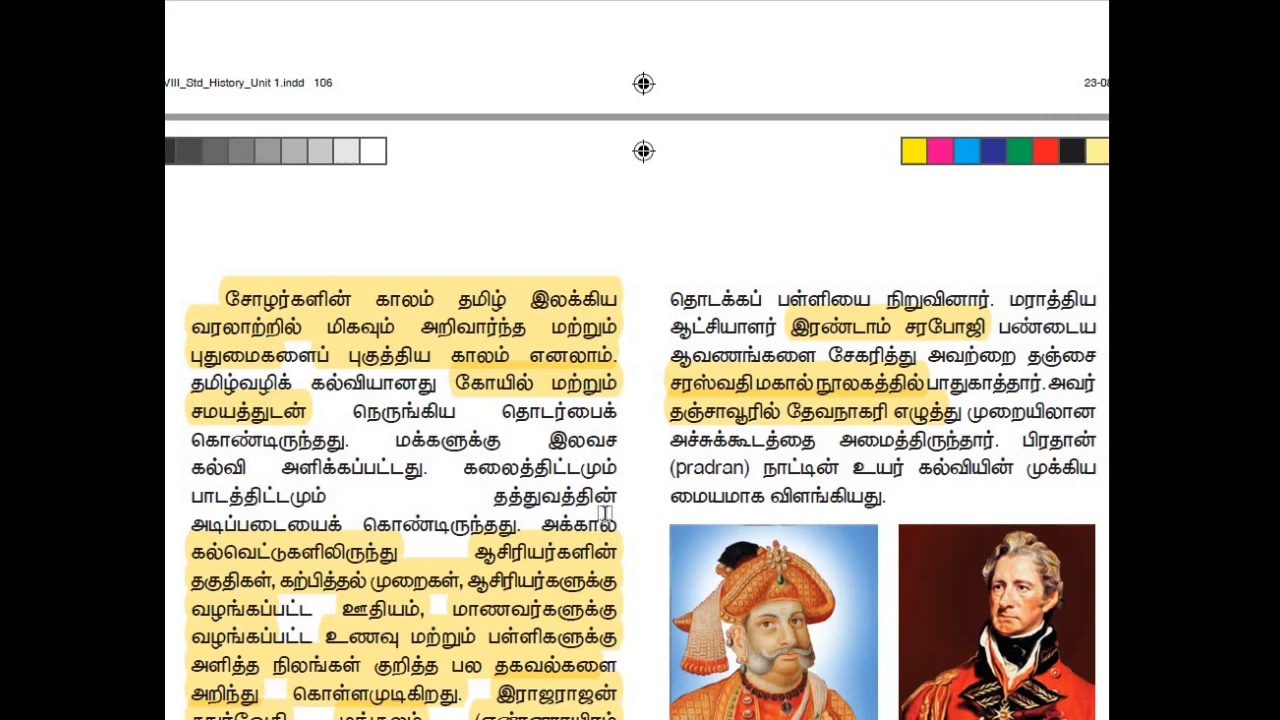 VIII_Std_History_Unit 1.indd 106
சோழர்களின் காலம் தமிழ் இலக்கிய
வரலாற்றில் மிகவும் அறிவார்ந்த மற்றும்
புதுமைகளைப் புகுத்திய காலம் எனலாம்.
தமிழ்வழிக் கல்வியானது கோயில் மற்றும்
சமயத்துடன் நெருங்கிய தொடர்பைக்
கொண்டிருந்தது. மக்களுக்கு இலவச
கல்வி அளிக்கப்பட்டது. கலைத்திட்டமும்
பாடத்திட்டமும் தத்துவத்தின்
அடிப்படையைக் கொண்டிருந்தது. அக்கால
கல்வெட்டுகளிலிருந்து ஆசிரியர்களின்
தகுதிகள், கற்பித்தல் முறைகள், ஆசிரியர்களுக்கு
வழங்கப்பட்ட ஊதியம், மாணவர்களுக்கு
வழங்கப்பட்ட உணவு மற்றும் பள்ளிகளுக்கு
அளித்த நிலங்கள் குறித்த பல தகவல்களை
அறிந்து கொள்ளமுடிகிறது. இராஜராஜன்
தொடக்கப் பள்ளியை நிறுவினார். மராத்திய
ஆட்சியாளர் இரண்டாம் சரபோஜி பண்டைய
ஆவணங்களை சேகரித்து அவற்றை தஞ்சை
சரஸ்வதி மகால் நூலகத்தில் பாதுகாத்தார். அவர்
தஞ்சாவூரில் தேவநாகரி எழுத்து முறையிலான
அச்சுக்கூடத்தை அமைத்திருந்தார். பிரதான்
(pradran) நாட்டின் உயர் கல்வியின் முக்கிய
மையமாக விளங்கியது.